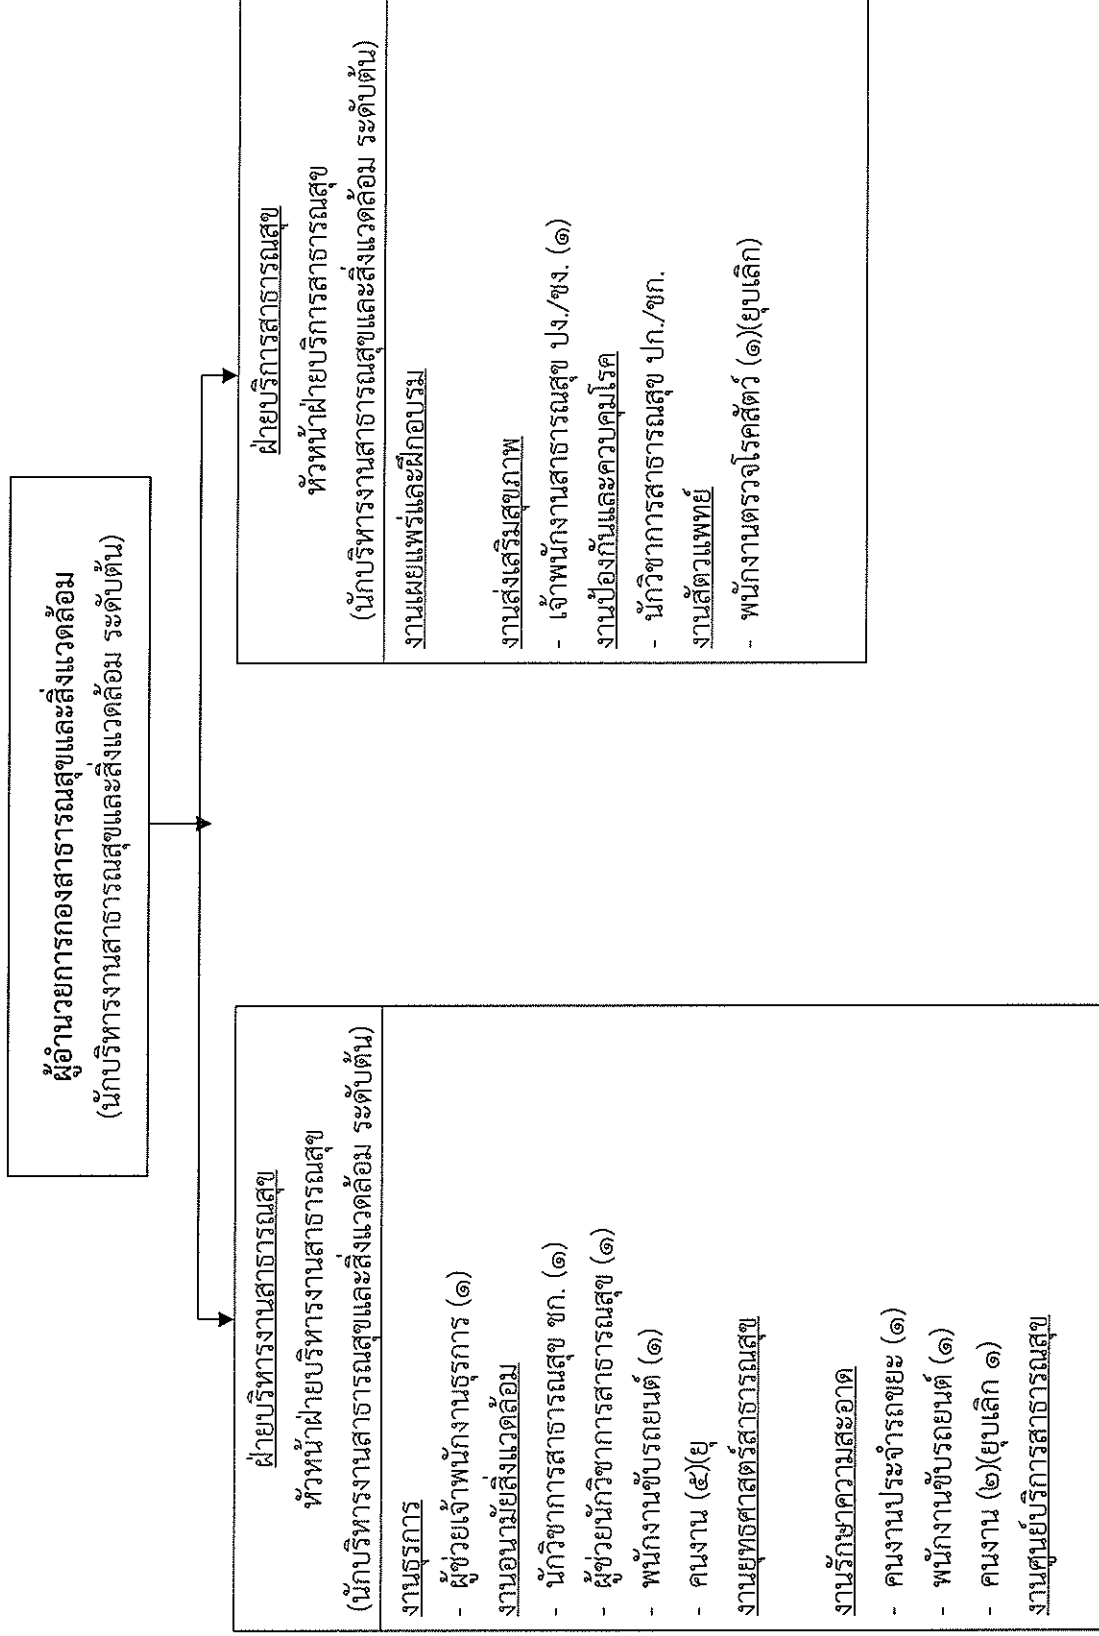 ผู้อำนวยการกองสาธารณสุขและสิ่งแวดล้อม
(นักบริหารงานสาธารณสุขและสิ่งแวดล้อม ระดับต้น)
ฝ่ายบริหารงานสาธารณสุข
หัวหน้าฝ่ายบริหารงานสาธารณสุข
(นักบริหารงานสาธารณสุขและสิ่งแวดล้อม ระดับต้น)
งานธุรการ
- ผู้ช่วยเจ้าพนักงานธุรการ (๑)
งานอนามัยสิ่งแวดล้อม
- นักวิชาการสาธารณสุข ชก. (๑)
- ผู้ช่วยนักวิชาการสาธารณสุข (๑)
- พนักงานขับรถยนต์ (๑)
- คนงาน (๕)(ยุ
งานยุทธศาสตร์สาธารณสุข
งานรักษาความสะอาด
- คนงานประจำรถขยะ (๑)
- พนักงานขับรถยนต์ (๑)
- คนงาน (๒)(ยุบเลิก ๑)
งานศูนย์บริการสาธารณสุข
ฝ่ายบริการสาธารณสุข
หัวหน้าฝ่ายบริการสาธารณสุข
(นักบริหารงานสาธารณสุขและสิ่งแวดล้อม ระดับต้น)
งานเผยแพร่และฝึกอบรม
งานส่งเสริมสุขภาพ
- เจ้าพนักงานสาธารณสุข ปง./ชง. (๑)
งานป้องกันและควบคุมโรค
- นักวิชาการสาธารณสุข ปก./ชก.
งานสัตวแพทย์
- พนักงานตรวจโรคสัตว์ (๑)(ยุบเลิก)